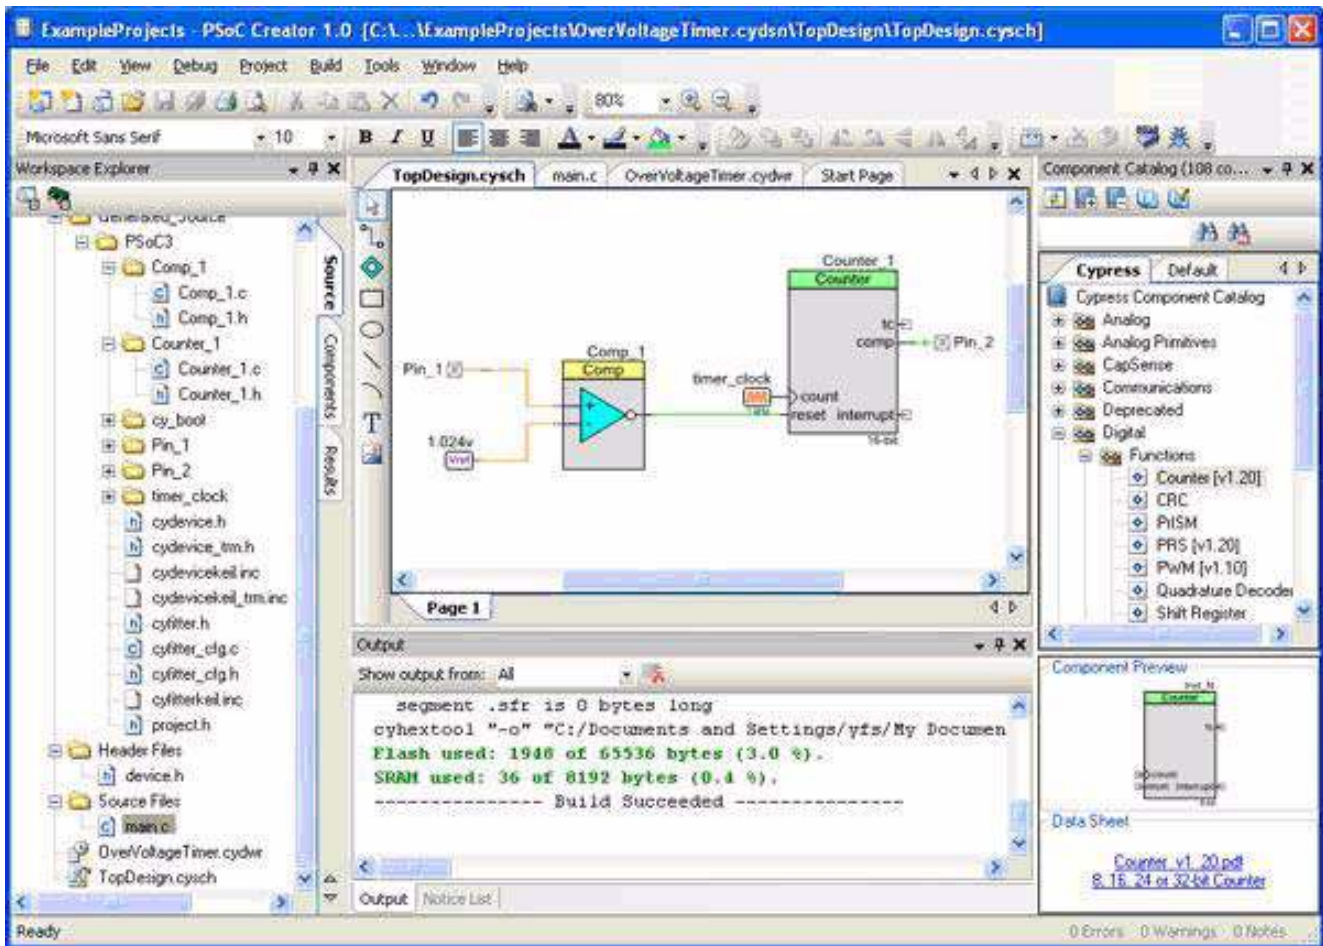 ExampleProjects - PSoC Creator 1.0 [C:\...\ExampleProjects\OverVoltageTimer.cydsn\TopDesign\TopDesign.cysch]
File Edit View Debug Project Build Tools Window Help
80%
Microsoft Sans Serif 10 B I U A
Workspace Explorer
Generated_Source
PSoC3
Comp_1
Comp_1.c
Comp_1.h
Counter_1
Counter_1.c
Counter_1.h
cy_boot
Pin_1
Pin_2
timer_clock
cydevice.h
cydevice_trm.h
cydevicekeil.inc
cydevicekeil_trm.inc
cyfitter.h
cyfitter_cfg.c
cyfitter_cfg.h
cyfitterkeil.inc
project.h
Header Files
device.h
Source Files
main.c
OverVoltageTimer.cydwr
TopDesign.cysch
Source
Components
Results
TopDesign.cysch main.c OverVoltageTimer.cydwr Start Page
T
Counter_1
Counter
tc
comp
Pin_2
Comp_1
Comp
Pin_1
timer_clock
count
reset interrupt
16-bit
1.024v
Vref
Page 1
Output
Show output from: All
segment .sfr is 0 bytes long
cyhextool "-o" "C:/Documents and Settings/yfs/My Documen
Flash used: 1948 of 65536 bytes (3.0 %).
SRAM used: 36 of 8192 bytes (0.4 %).
--------------- Build Succeeded ---------------
Output Notice List
Component Catalog (108 co...
Cypress Default
Cypress Component Catalog
Analog
Analog Primitives
CapSense
Communications
Deprecated
Digital
Functions
Counter [v1.20]
CRC
PrISM
PRS [v1.20]
PWM [v1.10]
Quadrature Decoder
Shift Register
Component Preview
Counter
Data Sheet
Counter_v1_20.pdf
8, 16, 24 or 32-bit Counter
Ready
0 Errors 0 Warnings 0 Notes